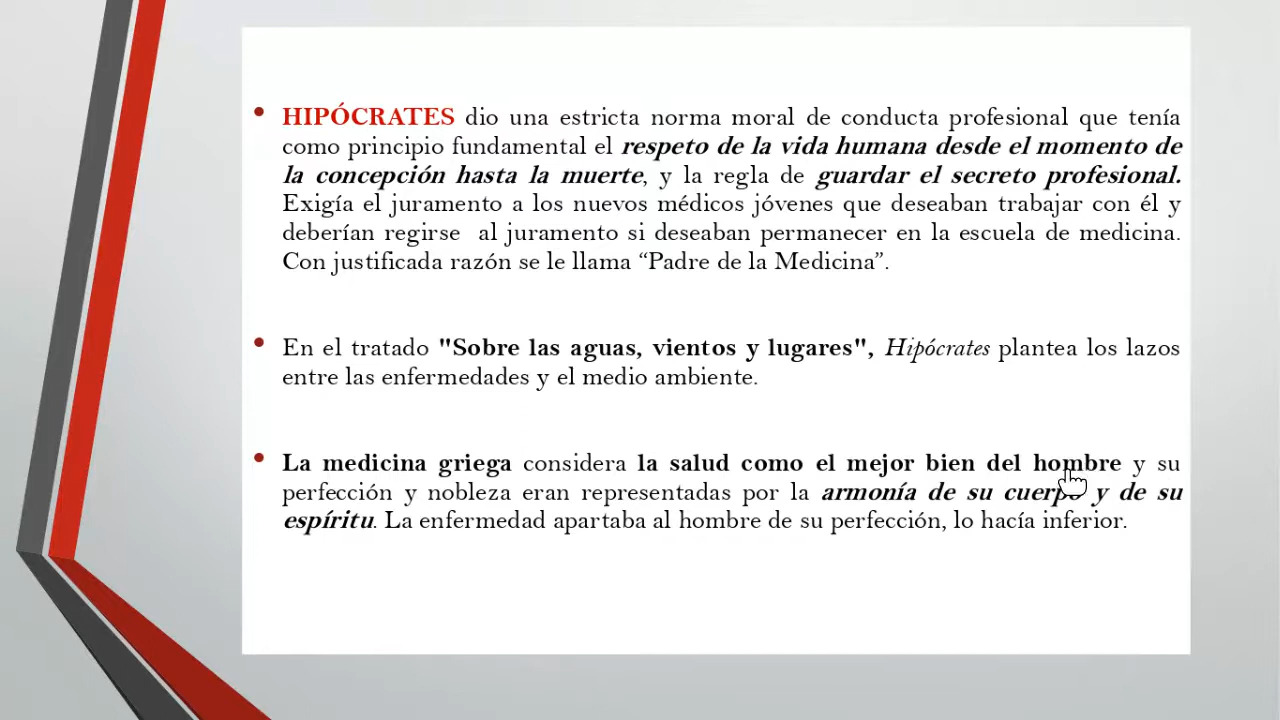 • HIPÓCRATES dio una estricta norma moral de conducta profesional que tenía
como principio fundamental el respeto de la vida humana desde el momento de
la concepción hasta la muerte, y la regla de guardar el secreto profesional.
Exigía el juramento a los nuevos médicos jóvenes que deseaban trabajar con él y
deberían regirse al juramento si deseaban permanecer en la escuela de medicina.
Con justificada razón se le llama “Padre de la Medicina”.
• En el tratado "Sobre las aguas, vientos y lugares", Hipócrates plantea los lazos
entre las enfermedades y el medio ambiente.
• La medicina griega considera la salud como el mejor bien del hombre y su
perfección y nobleza eran representadas por la armonía de su cuerpo y de su
espíritu. La enfermedad apartaba al hombre de su perfección, lo hacía inferior.